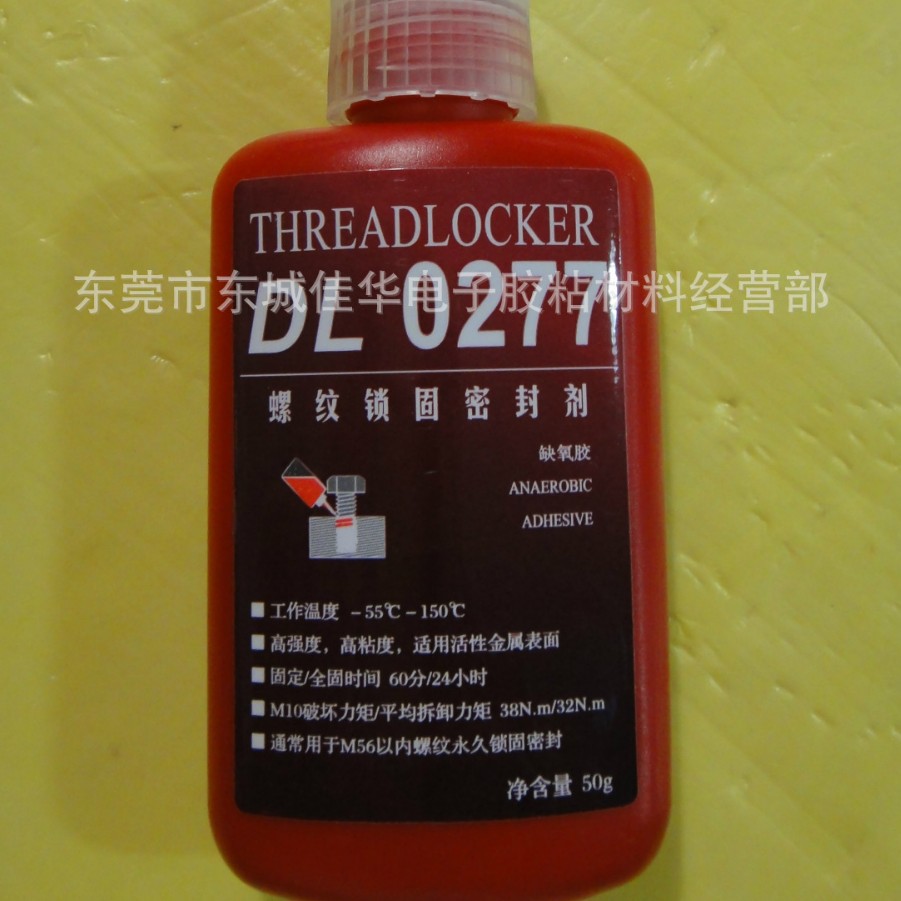 THREADLOCKER
东莞市东城佳华电子胶粘材料经营部
DL 0277
螺纹锁固密封剂
缺氧胶
ANAEROBIC
ADHESIVE
■ 工作温度 -55℃-150℃
■ 高强度，高粘度，适用活性金属表面
■ 固定/全固时间 60分/24小时
■ M10破坏力矩/平均拆卸力矩 38N.m/32N.m
■ 通常用于M56以内螺纹永久锁固密封
净含量 50g